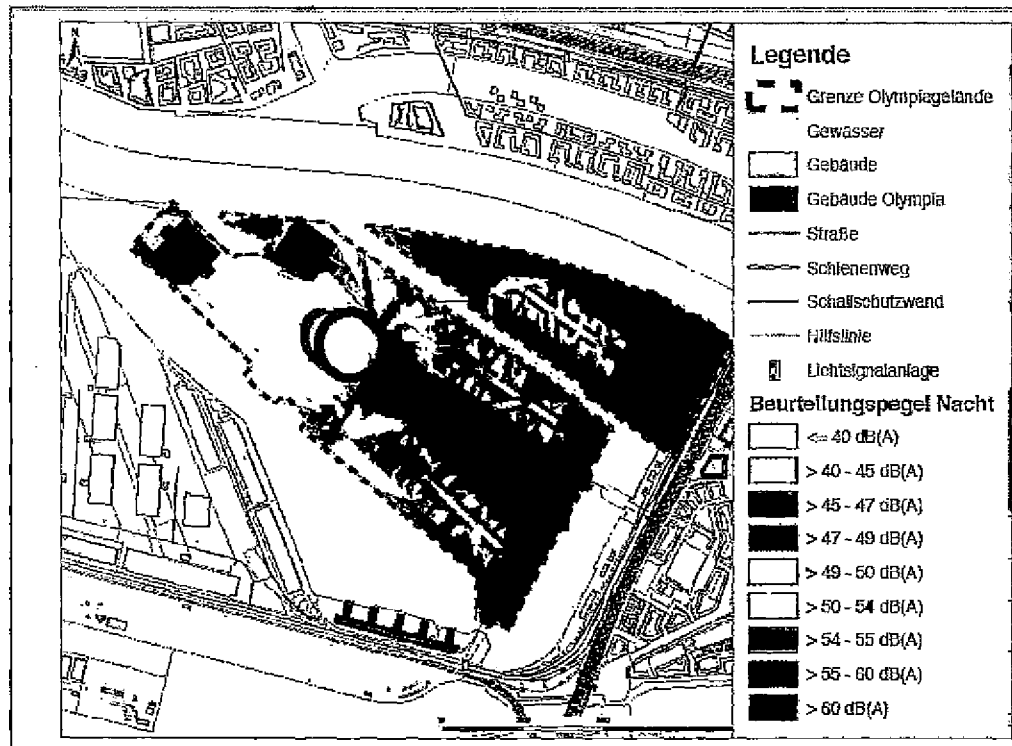 N
Legende
Grenze Olympiagelände
Gewässer
Gebäude
Gebäude Olympia
Straße
Schienenweg
Schallschutzwand
Hilfslinie
Lichtsignalanlage
Beurteilungspegel Nacht
<= 40 dB(A)
> 40 - 45 dB(A)
> 45 - 47 dB(A)
> 47 - 49 dB(A)
> 49 - 50 dB(A)
> 50 - 54 dB(A)
> 54 - 55 dB(A)
> 55 - 60 dB(A)
> 60 dB(A)